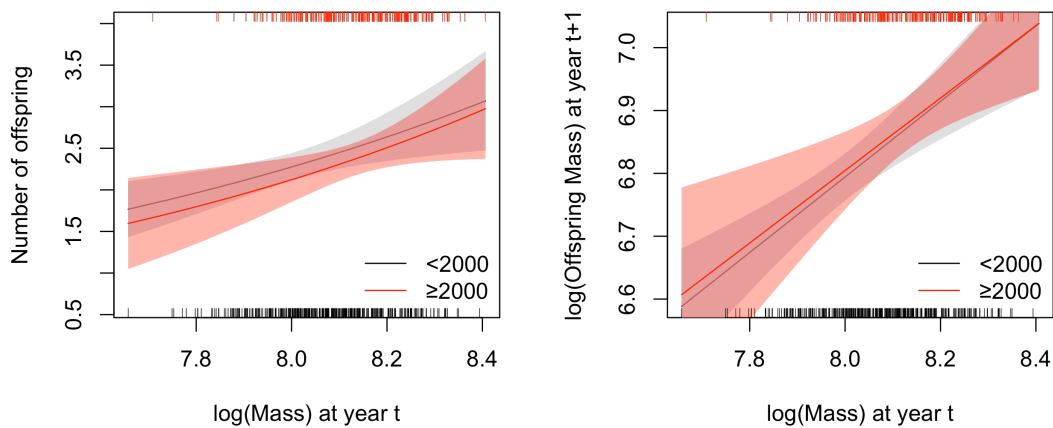 Number of offspring
3.5
2.5
1.5
0.5
<2000
≥2000
7.8 8.0 8.2 8.4
log(Mass) at year t
log(Offspring Mass) at year t+1
7.0
6.9
6.8
6.7
6.6
<2000
≥2000
7.8 8.0 8.2 8.4
log(Mass) at year t